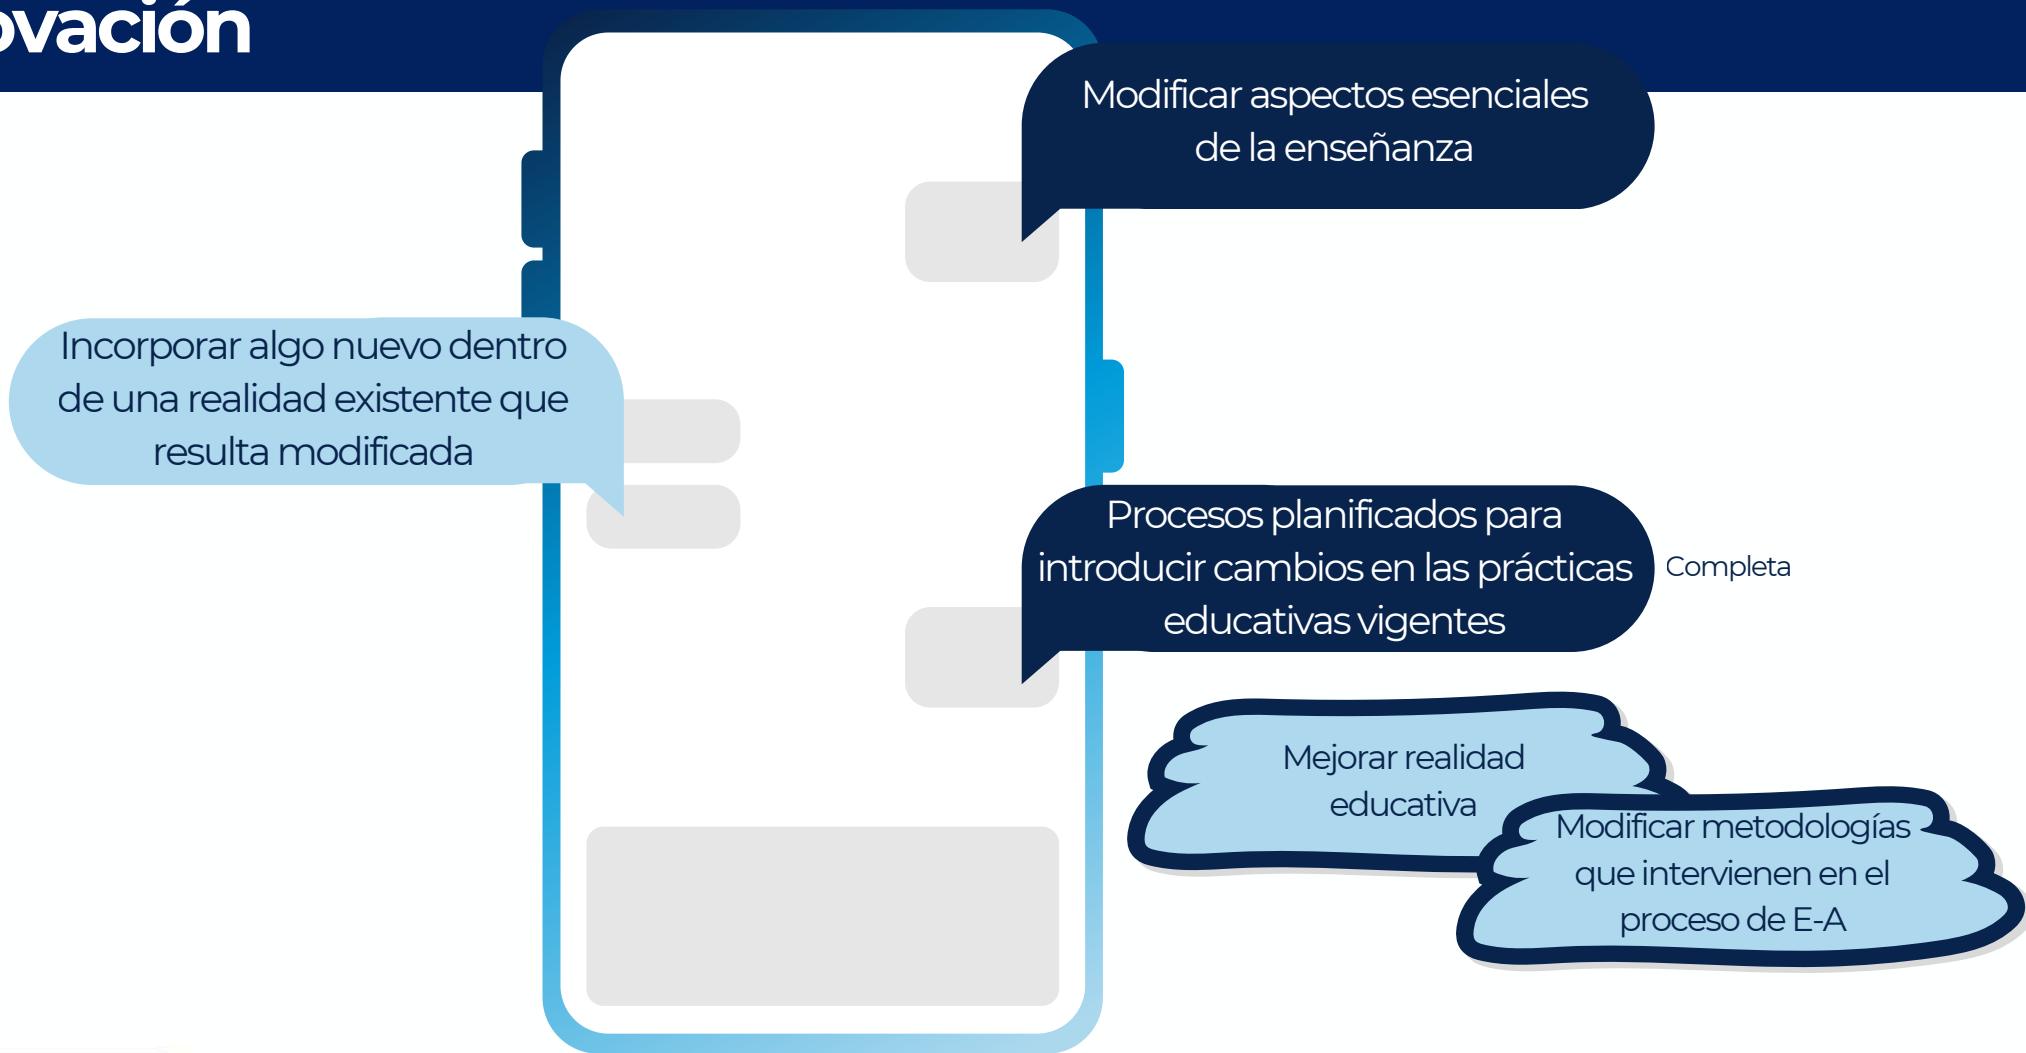 ovación
Modificar aspectos esenciales
de la enseñanza
Incorporar algo nuevo dentro
de una realidad existente que
resulta modificada
Procesos planificados para
introducir cambios en las prácticas
educativas vigentes
Completa
Mejorar realidad
educativa
Modificar metodologías
que intervienen en el
proceso de E-A